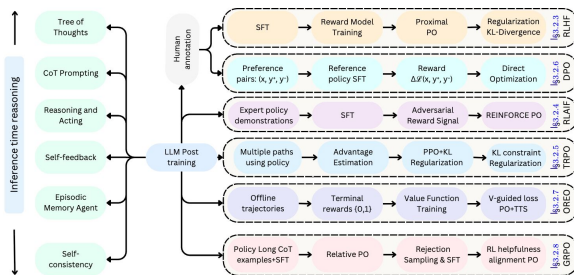 Inference time reasoning
Tree of
Thoughts
CoT Prompting
Reasoning and
Acting
Self-feedback
Episodic
Memory Agent
Self-
consistency
LLM Post
training
Human
annotation
SFT
Reward Model
Training
Proximal
PO
Regularization
KL-Divergence
§3.2.3
RLHF
Preference
pairs: (x, y⁺, y⁻)
Reference
policy SFT
Reward
Δ𝓛(x, y⁺, y⁻)
Direct
Optimization
§3.2.6
DPO
Expert policy
demonstrations
SFT
Adversarial
Reward Signal
REINFORCE PO
§3.2.4
RLAIF
Multiple paths
using policy
Advantage
Estimation
PPO+KL
Regularization
KL constraint
Regularization
§3.2.5
TRPO
Offline
trajectories
Terminal
rewards {0,1}
Value Function
Training
V-guided loss
PO+TTS
§3.2.7
OREO
Policy Long CoT
examples+SFT
Relative PO
Rejection
Sampling & SFT
RL helpfulness
alignment PO
§3.2.8
GRPO